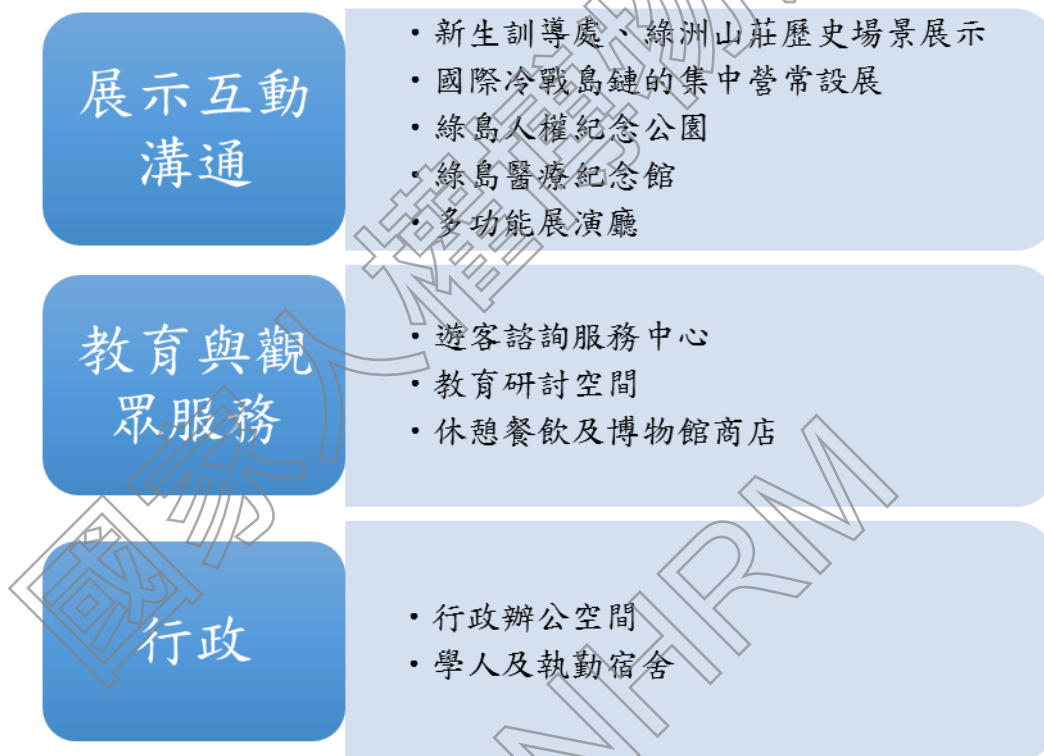 展示互動
溝通
・新生訓導處、綠洲山莊歷史場景展示
・國際冷戰島鏈的集中營常設展
・綠島人權紀念公園
・綠島醫療紀念館
・多功能展演廳
教育與觀
眾服務
・遊客諮詢服務中心
・教育研討空間
・休憩餐飲及博物館商店
行政
・行政辦公空間
・學人及執勤宿舍
國家人權博物
NHRM